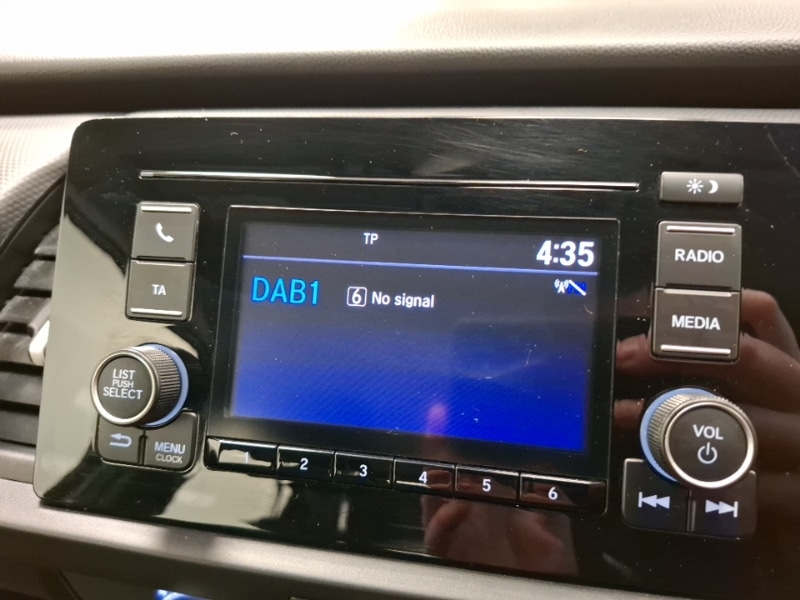 TP
4:35
DAB1
6 No signal
TA
LIST
PUSH
SELECT
MENU
CLOCK
1 2 3 4 5 6
RADIO
MEDIA
VOL